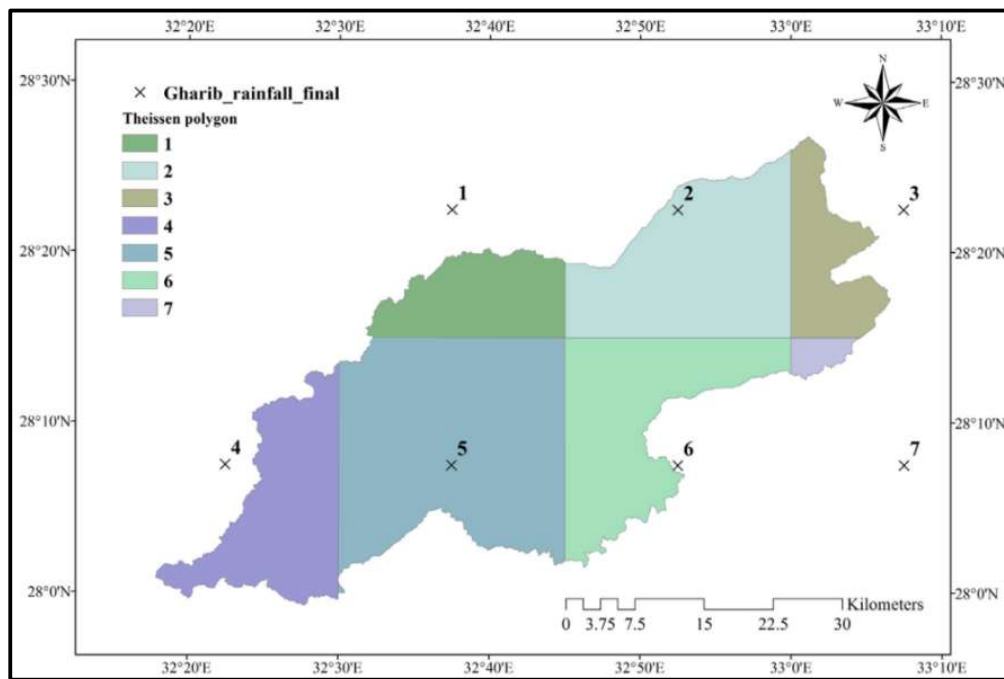 32°20'E 32°30'E 32°40'E 32°50'E 33°0'E 33°10'E
28°30'N 28°30'N
N
W E
S
Gharib_rainfall_final
Theissen polygon
1
2
3
4
5
6
7
1 2 3
28°20'N 28°20'N
28°10'N 28°10'N
4 5 6 7
28°0'N 28°0'N
Kilometers
0 3.75 7.5 15 22.5 30
32°20'E 32°30'E 32°40'E 32°50'E 33°0'E 33°10'E